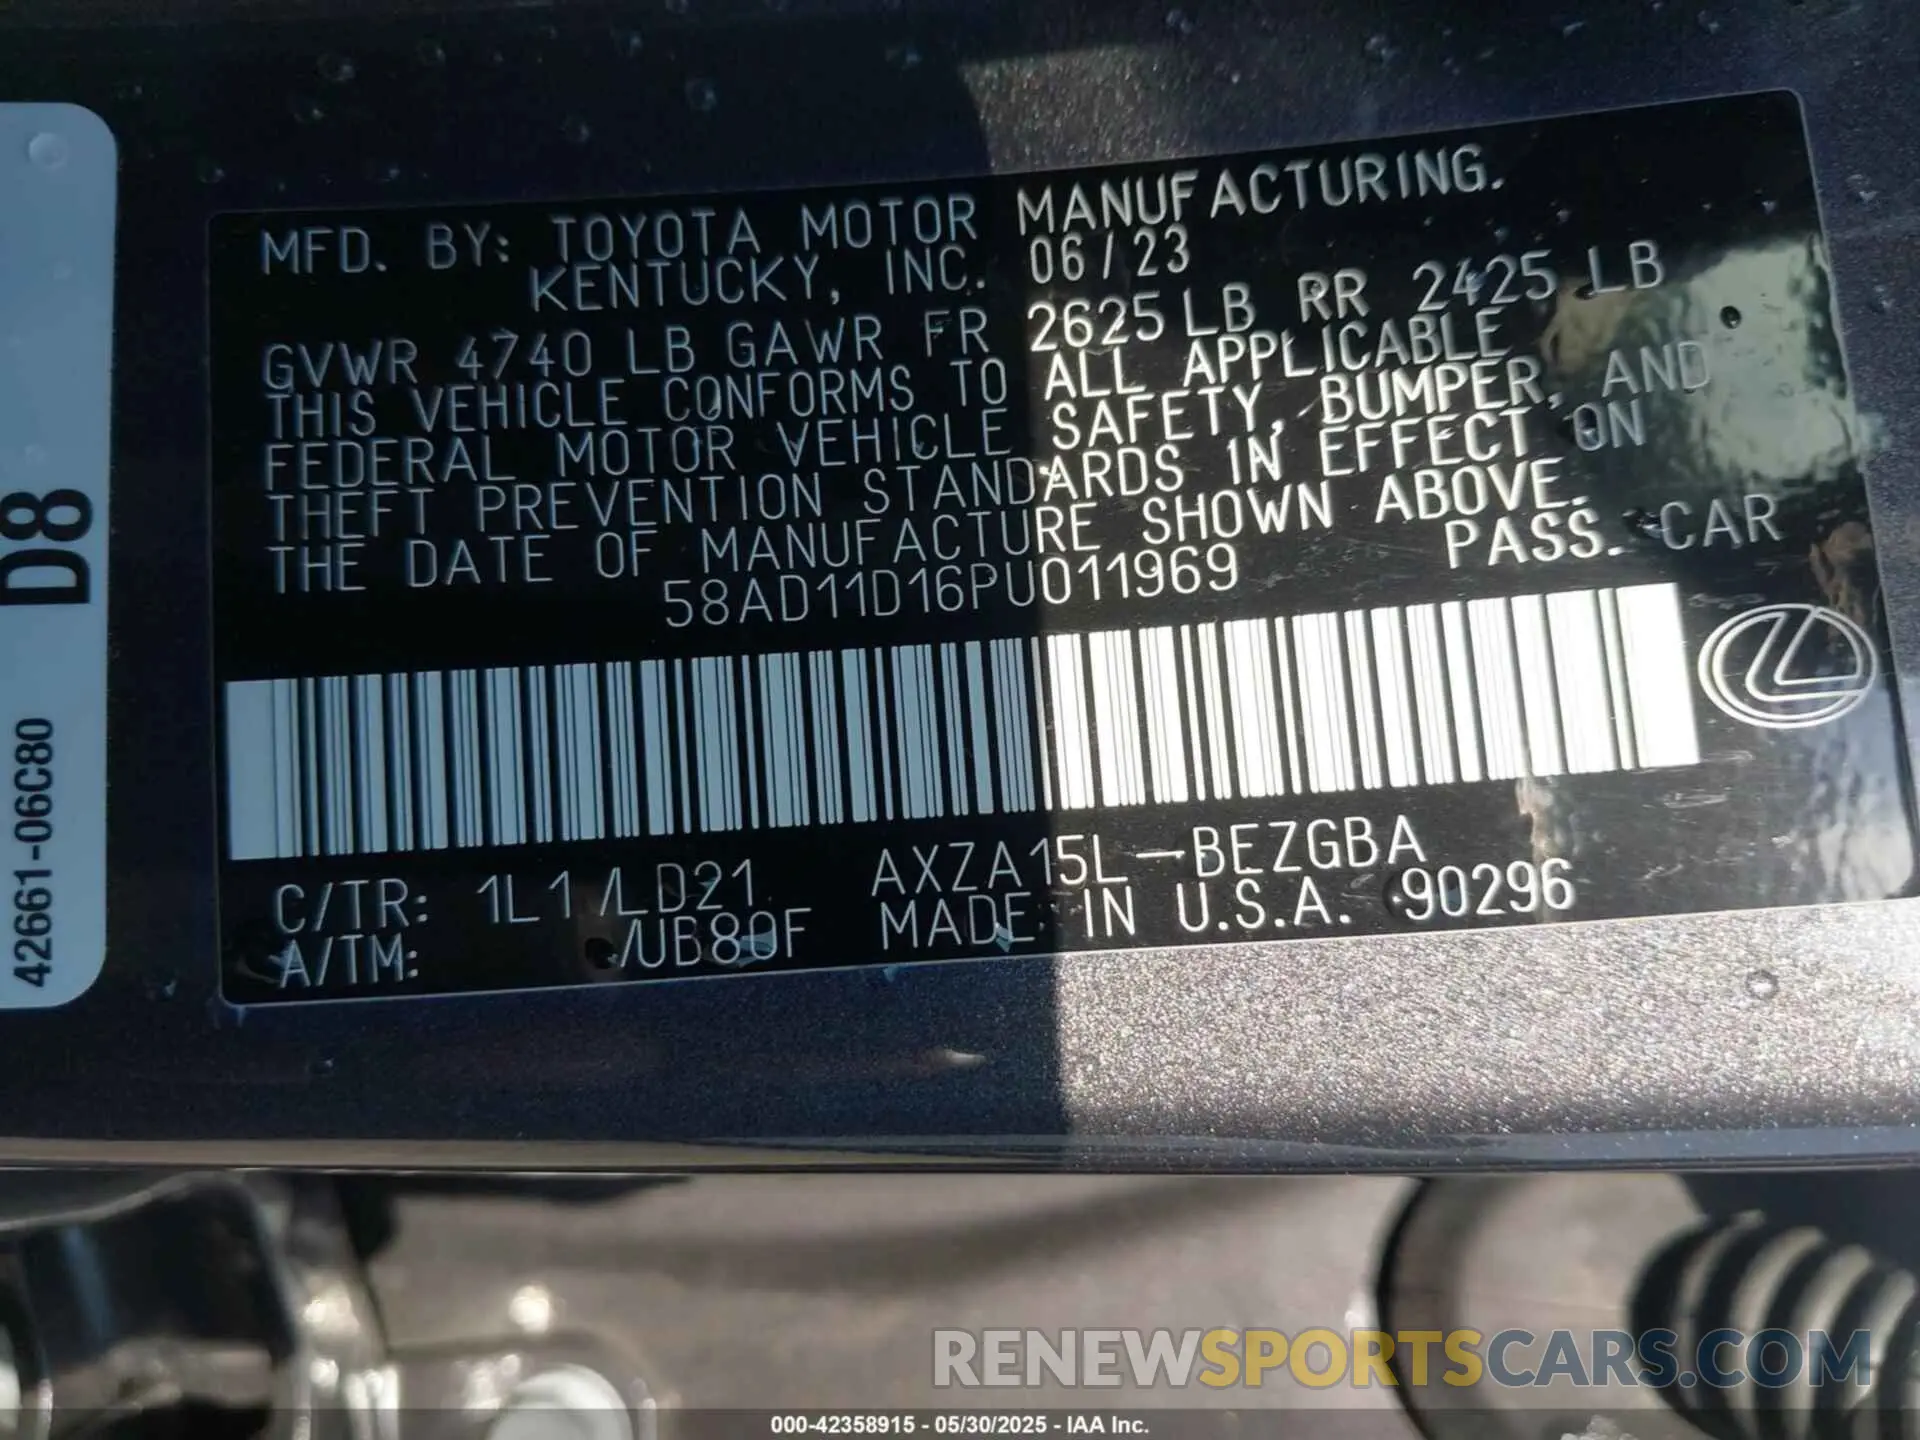 MFD. BY: TOYOTA MOTOR MANUFACTURING.
KENTUCKY, INC. 06/23
GVWR 4740 LB GAWR FR 2625 LB RR 2425 LB
THIS VEHICLE CONFORMS TO ALL APPLICABLE
FEDERAL MOTOR VEHICLE SAFETY, BUMPER, AND
THEFT PREVENTION STANDARDS IN EFFECT ON
THE DATE OF MANUFACTURE SHOWN ABOVE.
58AD11D16PU011969 PASS. CAR
C/TR: 1L1 /LD21 AXZA15L-BEZGBA
A/TM: /UB80F MADE IN U.S.A. 90296
D8
42661-06C80
RENEWSPORTSCARS.COM
000-42358915 - 05/30/2025 - IAA Inc.